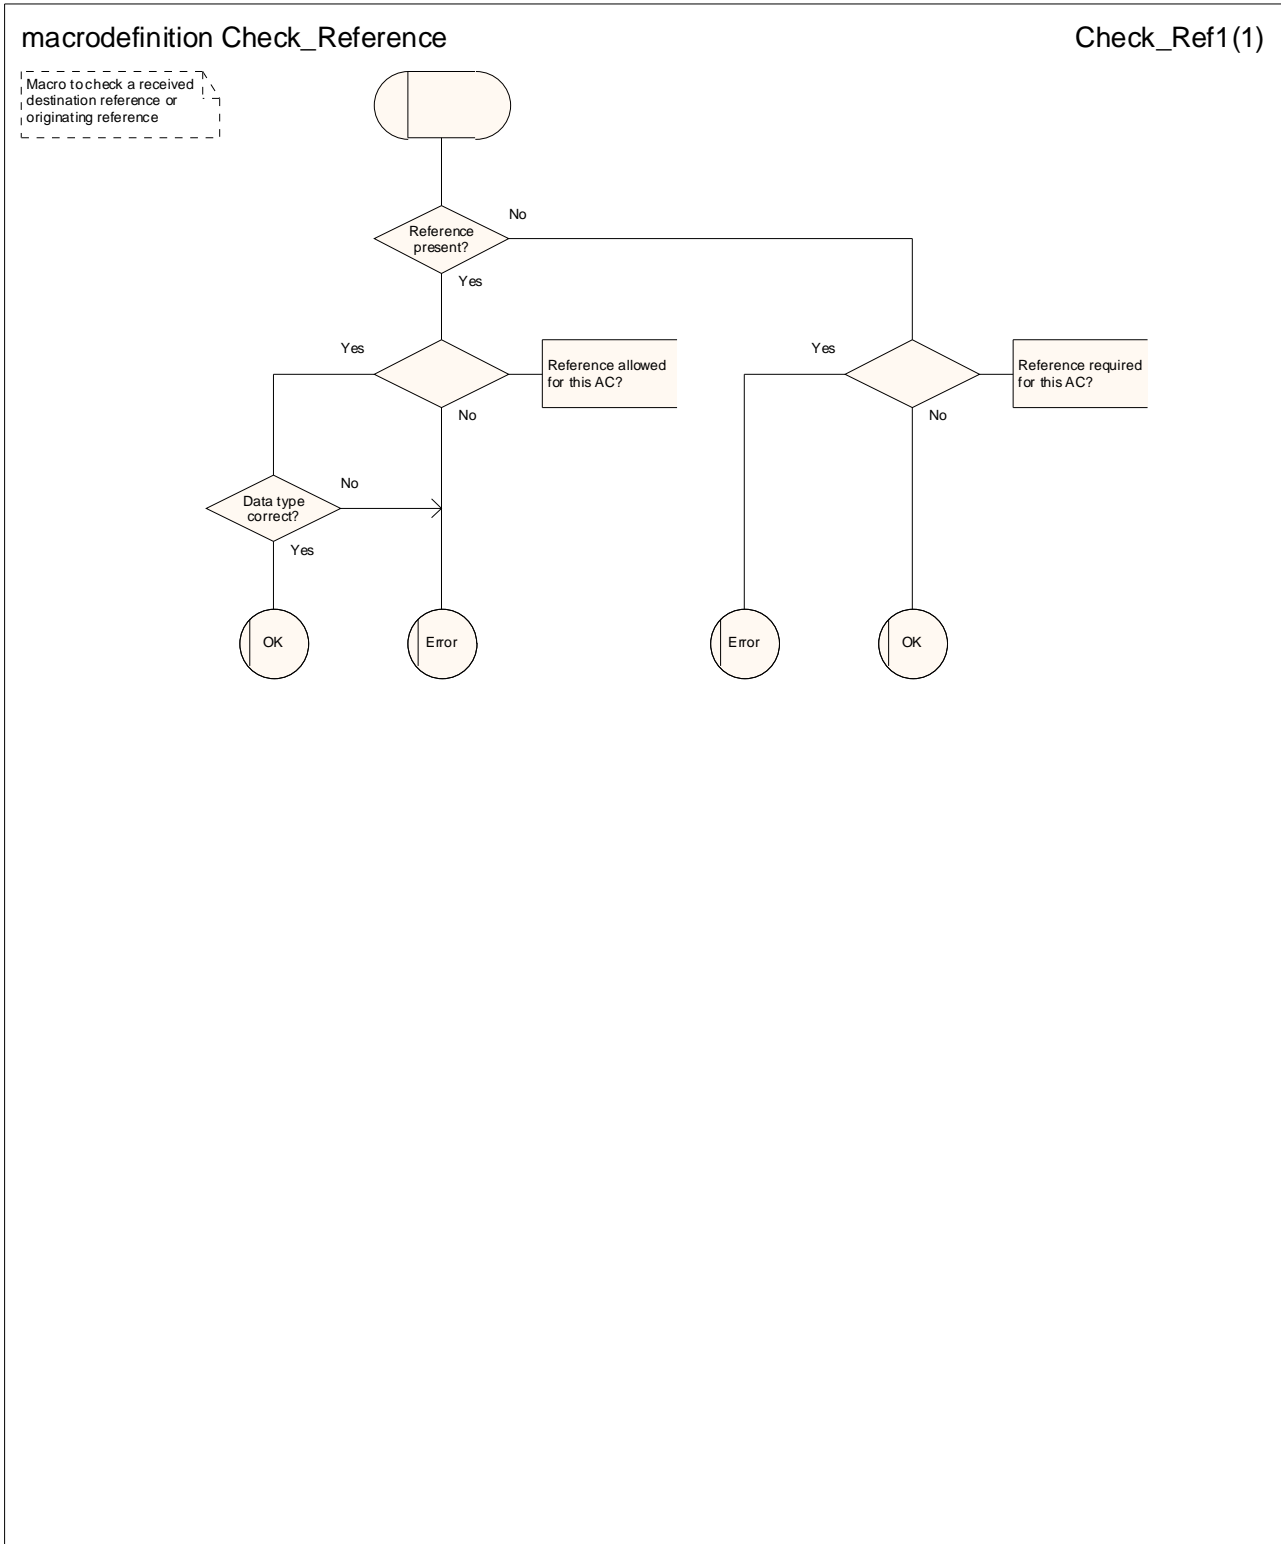 macrodefinition Check_Reference
Check_Ref1(1)
Macro to check a received
destination reference or
originating reference
No
Reference
present?
Yes
Yes
Reference allowed
for this AC?
No
Yes
Reference required
for this AC?
No
No
Data type
correct?
Yes
OK
Error
Error
OK